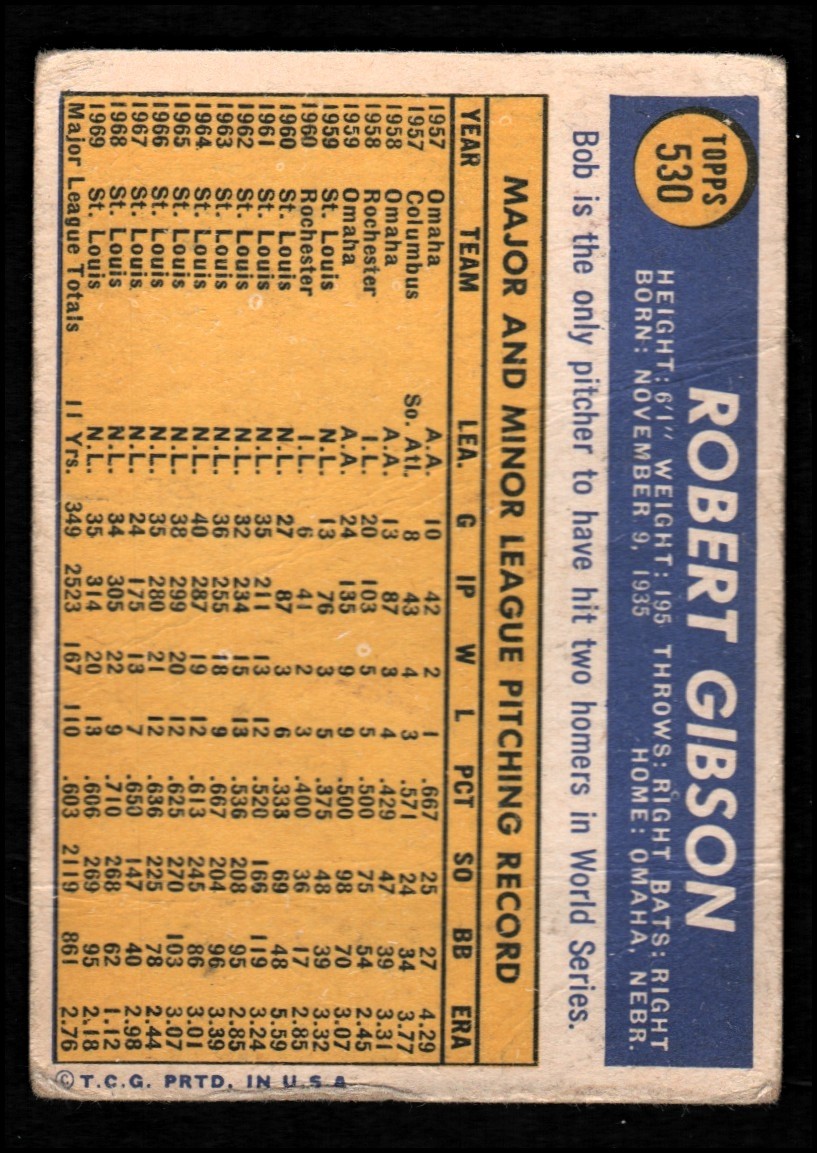 TOPPS
530
ROBERT GIBSON
HEIGHT: 6'1" WEIGHT: 195 THROWS: RIGHT BATS: RIGHT
BORN: NOVEMBER 9, 1935 HOME: OMAHA, NEBR.
Bob is the only pitcher to have hit two homers in World Series.
MAJOR AND MINOR LEAGUE PITCHING RECORD
YEAR TEAM LEA. G IP W L PCT SO BB ERA
1957 Omaha A.A. 10 42 2 1 .667 25 27 4.29
1957 Columbus So. Atl. 8 43 4 3 .571 24 34 3.77
1958 Omaha A.A. 13 87 3 4 .429 47 39 3.31
1958 Rochester I.L. 20 103 5 5 .500 75 54 2.45
1959 Omaha A.A. 24 135 9 9 .500 98 70 3.07
1959 St. Louis N.L. 13 76 3 5 .375 48 39 3.32
1960 Rochester I.L. 6 41 2 3 .400 36 17 2.85
1960 St. Louis N.L. 27 87 3 6 .333 69 48 5.59
1961 St. Louis N.L. 35 211 13 12 .520 166 119 3.24
1962 St. Louis N.L. 32 234 15 13 .536 208 95 2.85
1963 St. Louis N.L. 36 255 18 9 .667 204 96 3.39
1964 St. Louis N.L. 40 287 19 12 .613 245 86 3.01
1965 St. Louis N.L. 38 299 20 12 .625 270 103 3.07
1966 St. Louis N.L. 35 280 21 12 .636 225 78 2.44
1967 St. Louis N.L. 24 175 13 7 .650 147 40 2.98
1968 St. Louis N.L. 34 305 22 9 .710 268 62 1.12
1969 St. Louis N.L. 35 314 20 13 .606 269 95 2.18
Major League Totals 11 Yrs. 349 2523 167 110 .603 2119 861 2.76
© T.C.G. PRTD. IN U.S.A.